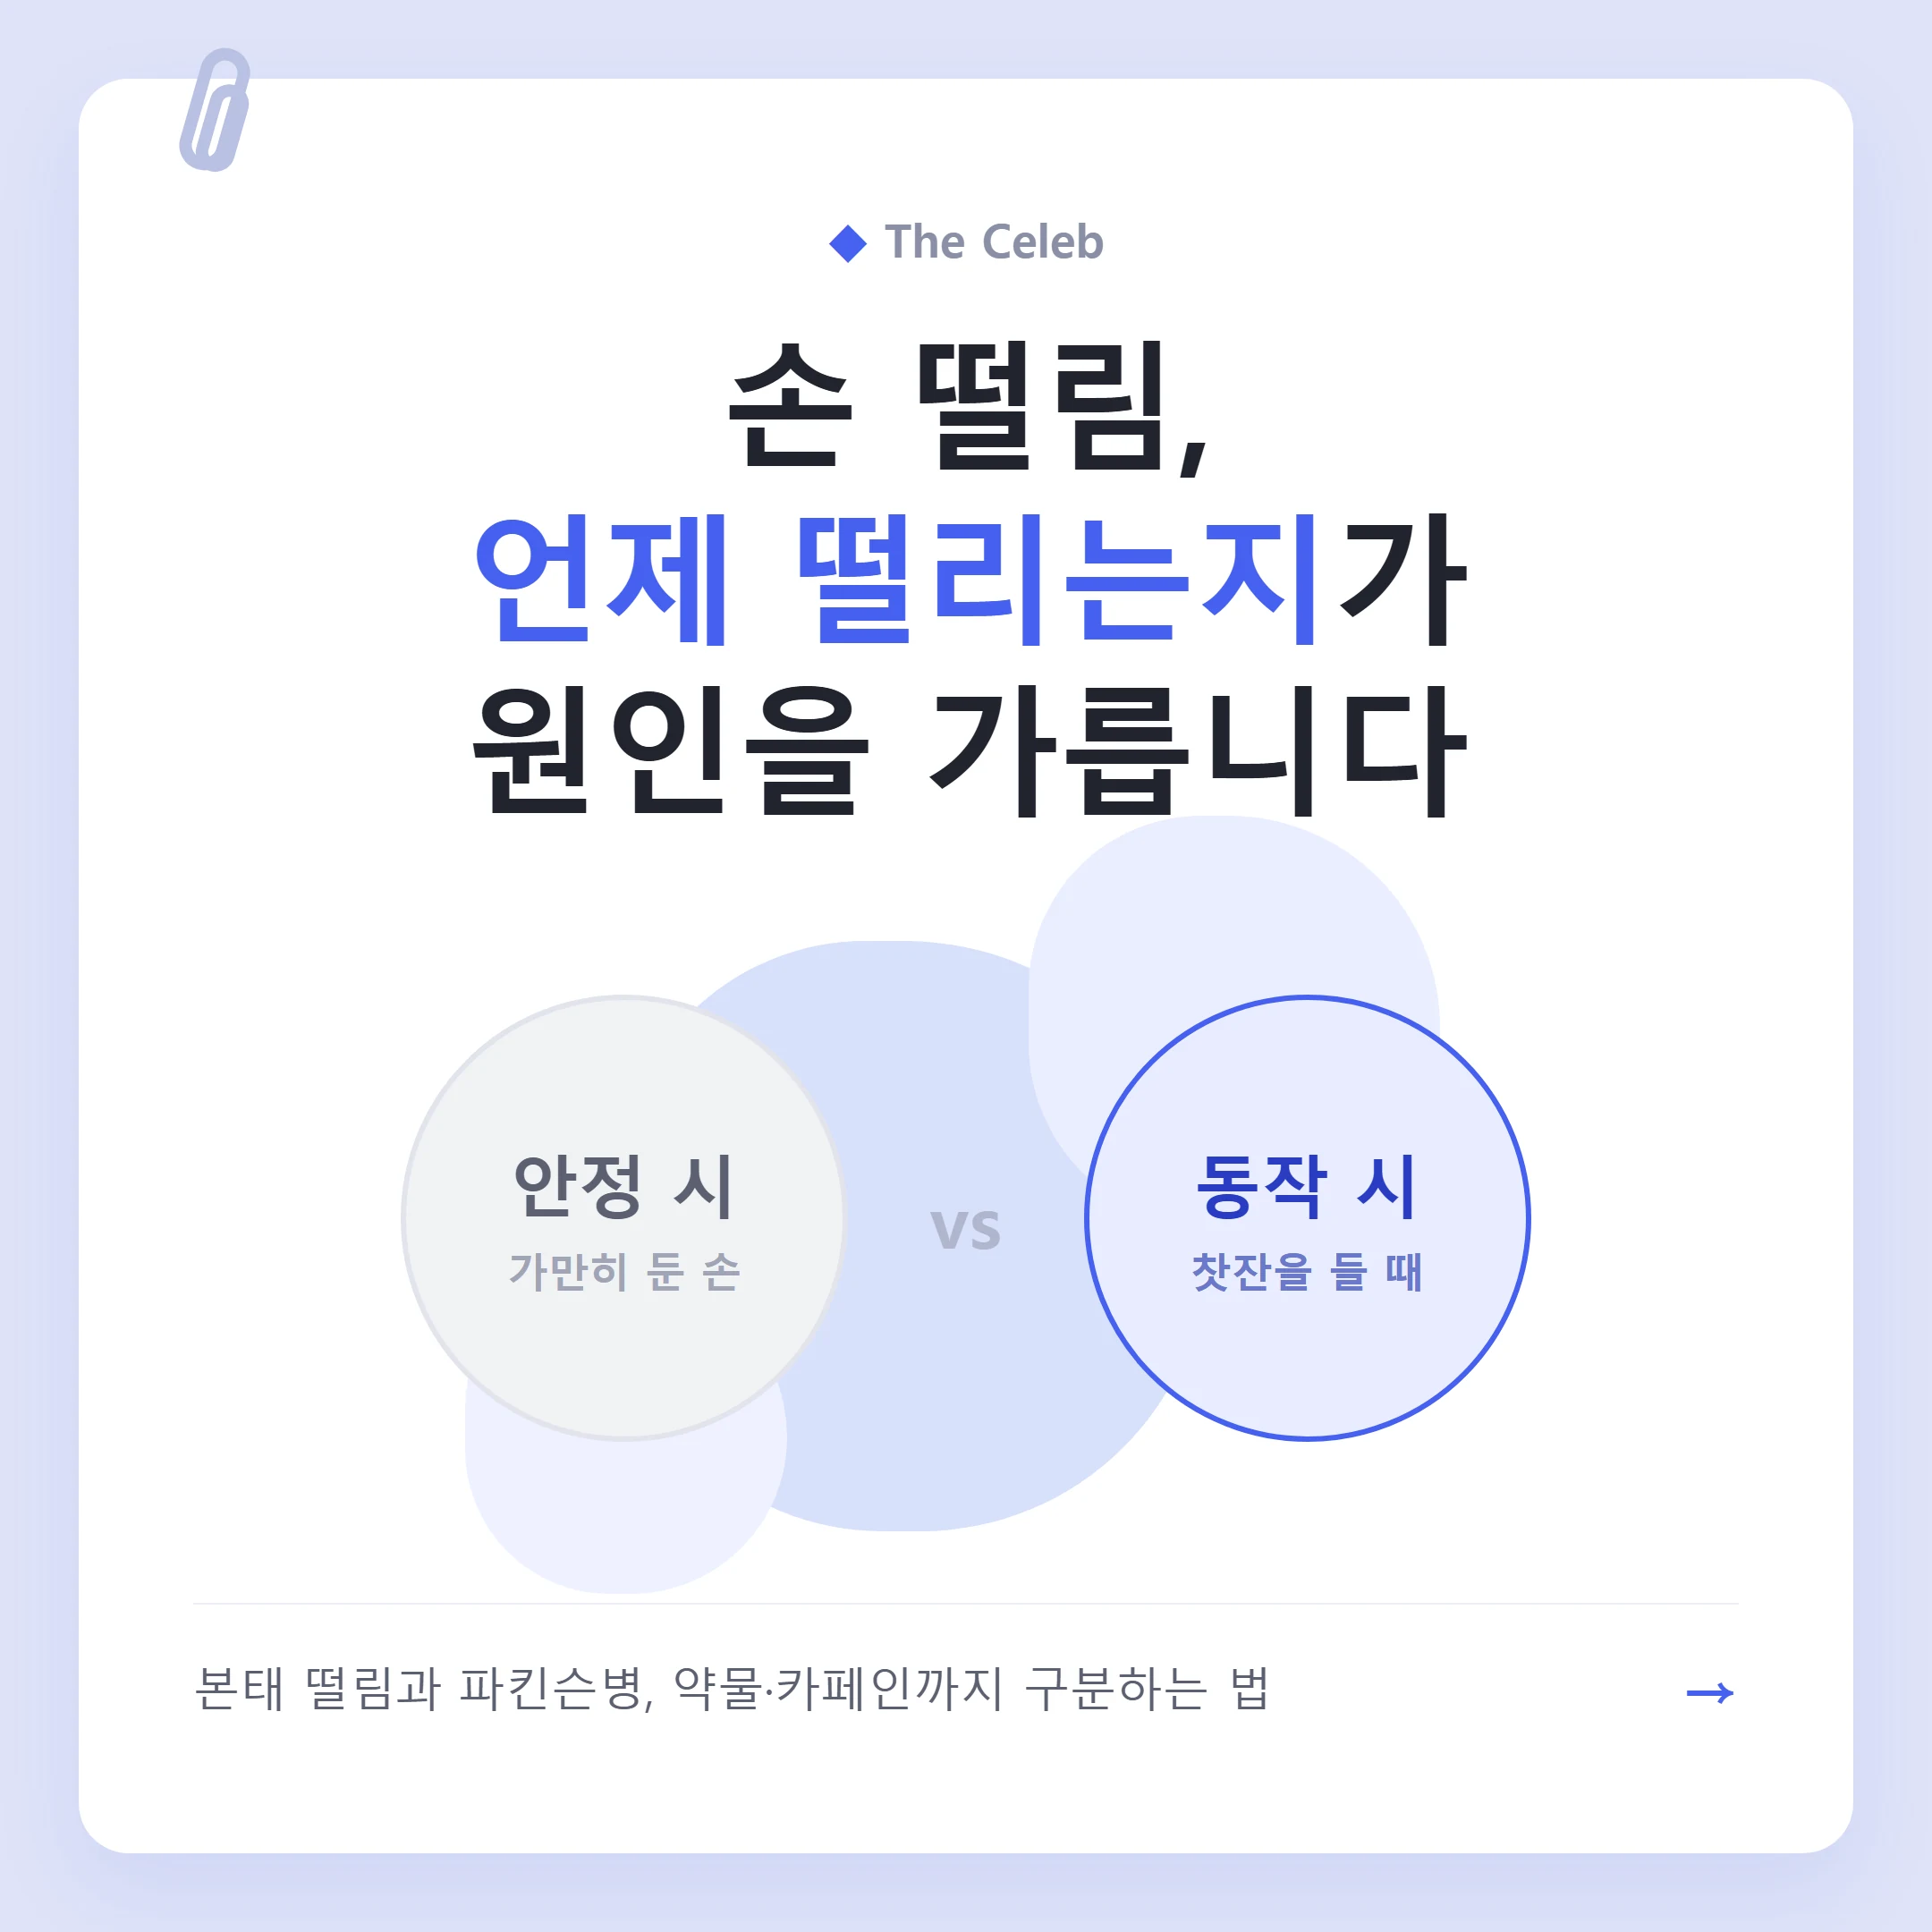 The Celeb
손 떨림,
언제 떨리는지가
원인을 가릅니다
안정 시
가만히 둔 손
vs
동작 시
찻잔을 들 때
본태 떨림과 파킨슨병, 약물·카페인까지 구분하는 법
→